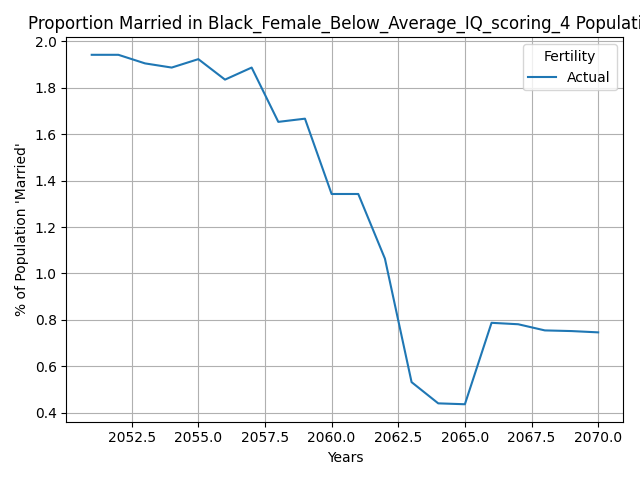 Proportion Married in Black_Female_Below_Average_IQ_scoring_4 Populati
2.0
1.8
1.6
1.4
1.2
1.0
0.8
0.6
0.4
% of Population 'Married'
Fertility
Actual
2052.5 2055.0 2057.5 2060.0 2062.5 2065.0 2067.5 2070.0
Years